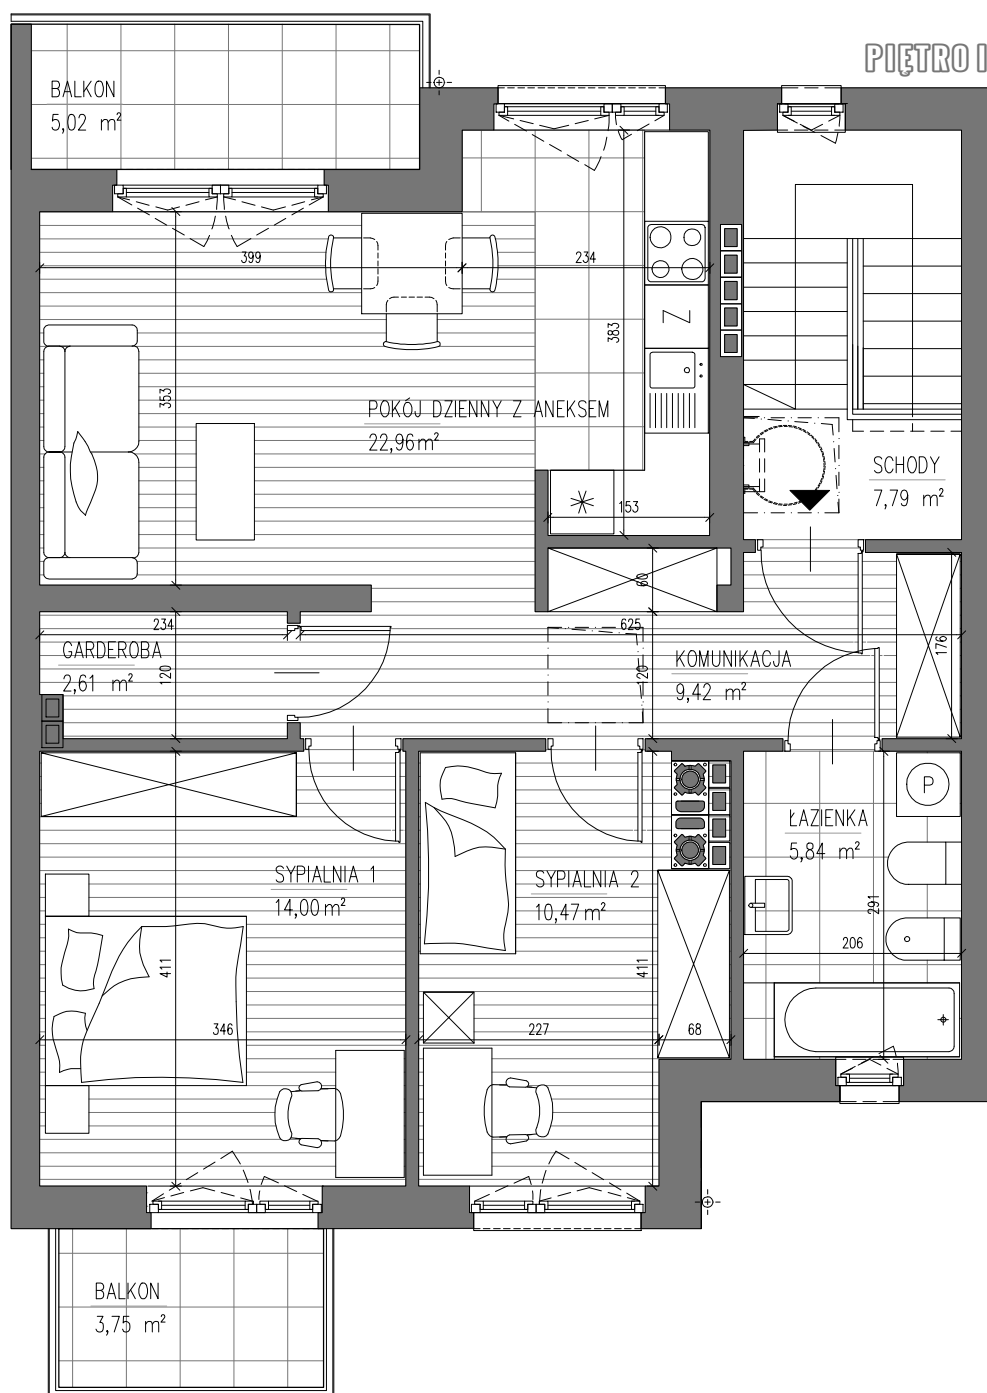 PIĘTRO I
BALKON
5,02 m²
399
234
383
353
POKÓJ DZIENNY Z ANEKSEM
22,96 m²
SCHODY
7,79 m²
Z
153
60
234
625
GARDEROBA
2,61 m²
120
KOMUNIKACJA
9,42 m²
120
176
P
ŁAZIENKA
5,84 m²
SYPIALNIA 1
14,00 m²
SYPIALNIA 2
10,47 m²
291
206
411
411
346
227
68
BALKON
3,75 m²